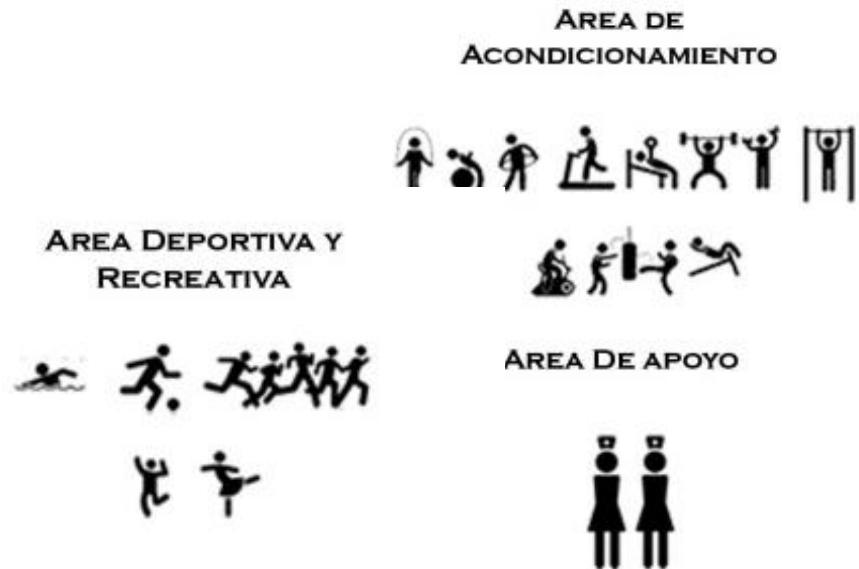 AREA DE
ACONDICIONAMIENTO
AREA DEPORTIVA Y
RECREATIVA
AREA DE APOYO